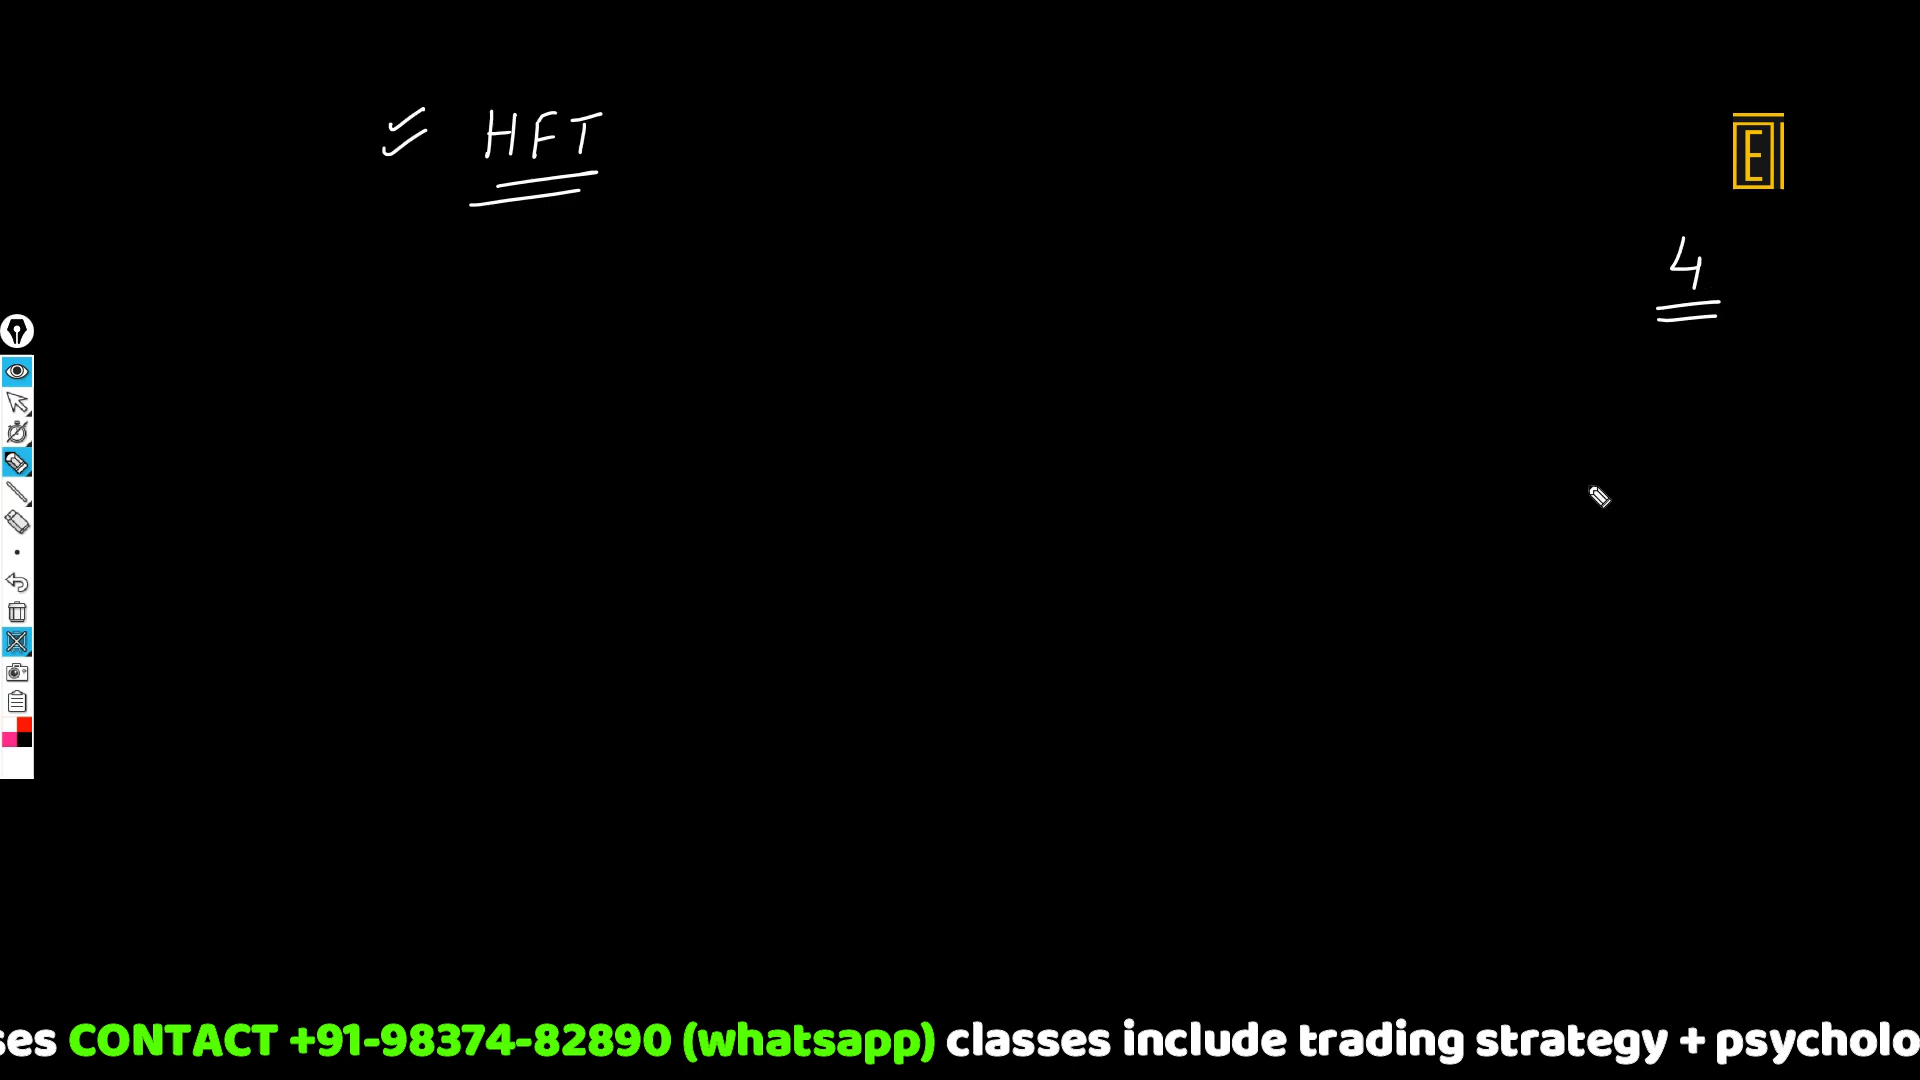 HFT
E
4
ses CONTACT +91-98374-82890 (whatsapp) classes include trading strategy + psycholo